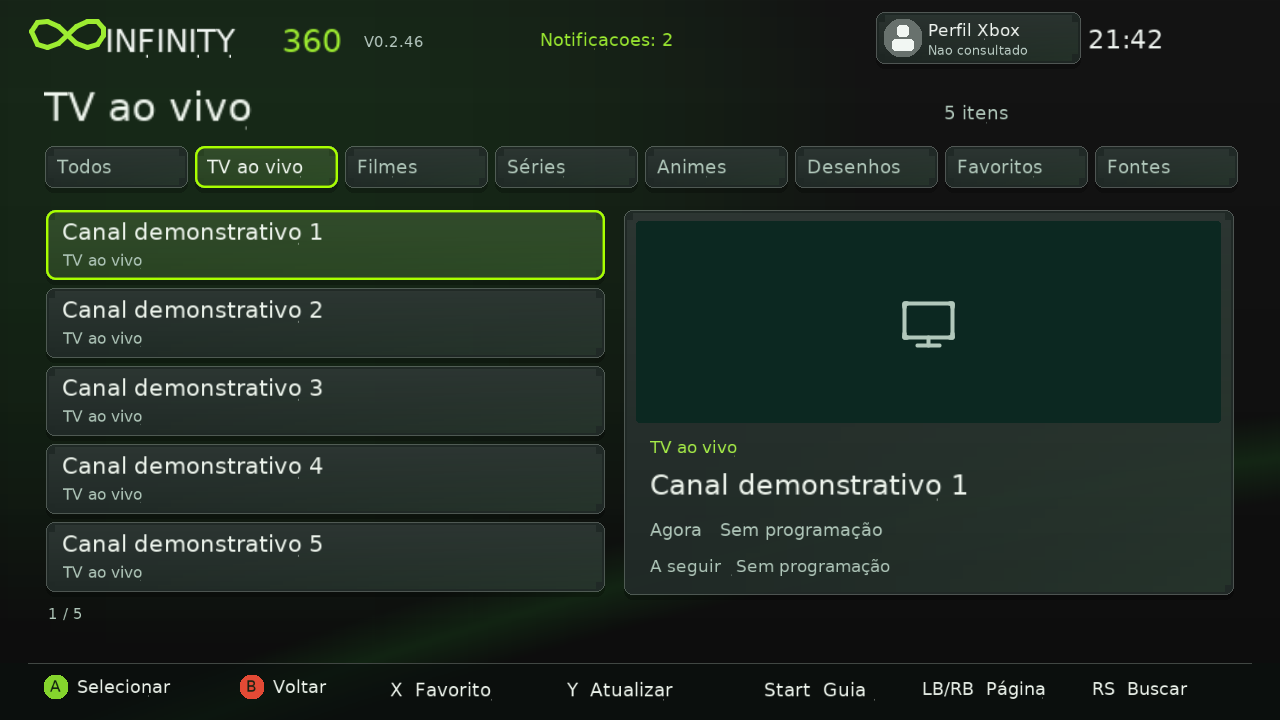 INFINITY 360 V0.2.46 Notificacoes: 2 Perfil Xbox 21:42
Nao consultado
TV ao vivo 5 itens
Todos TV ao vivo Filmes Séries Animes Desenhos Favoritos Fontes
Canal demonstrativo 1
TV ao vivo
Canal demonstrativo 2
TV ao vivo
Canal demonstrativo 3
TV ao vivo
Canal demonstrativo 4
TV ao vivo
Canal demonstrativo 5
TV ao vivo
1 / 5
TV ao vivo
Canal demonstrativo 1
Agora Sem programação
A seguir Sem programação
A Selecionar B Voltar X Favorito Y Atualizar Start Guia LB/RB Página RS Buscar